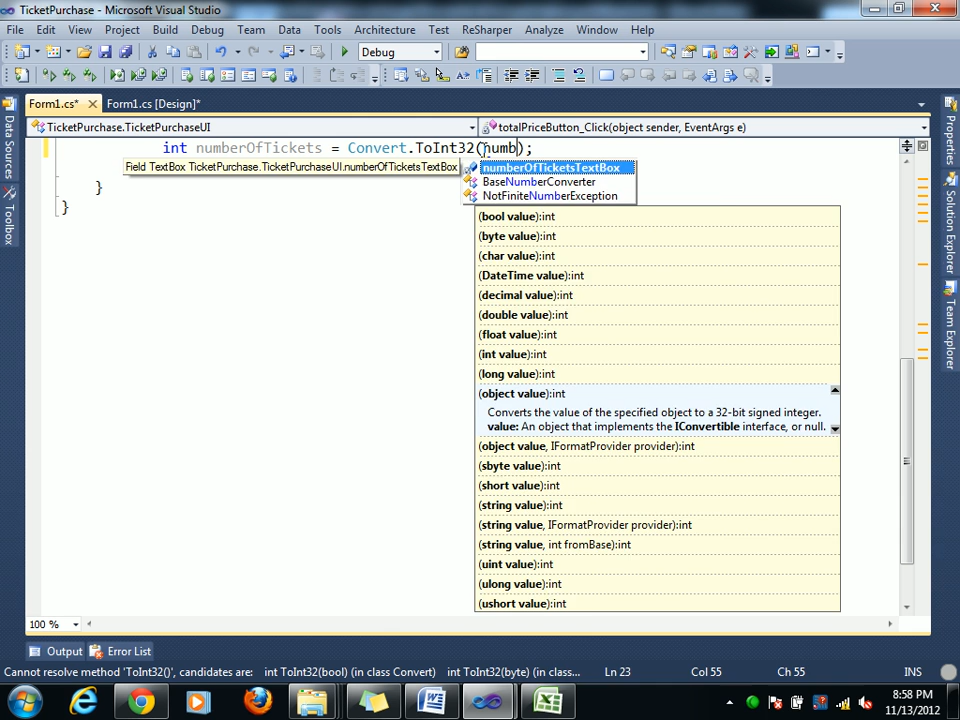 TicketPurchase - Microsoft Visual Studio
File Edit View Project Build Debug Team Data Tools Architecture Test ReSharper Analyze Window Help
Debug
Form1.cs* Form1.cs [Design]*
TicketPurchase.TicketPurchaseUI totalPriceButton_Click(object sender, EventArgs e)
int numberOfTickets = Convert.ToInt32(numb);
Field TextBox TicketPurchase.TicketPurchaseUI.numberOfTicketsTextBox
numberOfTicketsTextBox
BaseNumberConverter
NotFiniteNumberException
}
}
(bool value):int
(byte value):int
(char value):int
(DateTime value):int
(decimal value):int
(double value):int
(float value):int
(int value):int
(long value):int
(object value):int
Converts the value of the specified object to a 32-bit signed integer.
value: An object that implements the IConvertible interface, or null.
(object value, IFormatProvider provider):int
(sbyte value):int
(short value):int
(string value):int
(string value, IFormatProvider provider):int
(string value, int fromBase):int
(uint value):int
(ulong value):int
(ushort value):int
Data Sources
Toolbox
Properties
Solution Explorer
Team Explorer
100 %
Output Error List
Cannot resolve method 'ToInt32()', candidates are: int ToInt32(bool) (in class Convert) int ToInt32(byte) (in class... Ln 23 Col 55 Ch 55 INS
8:58 PM
11/13/2012